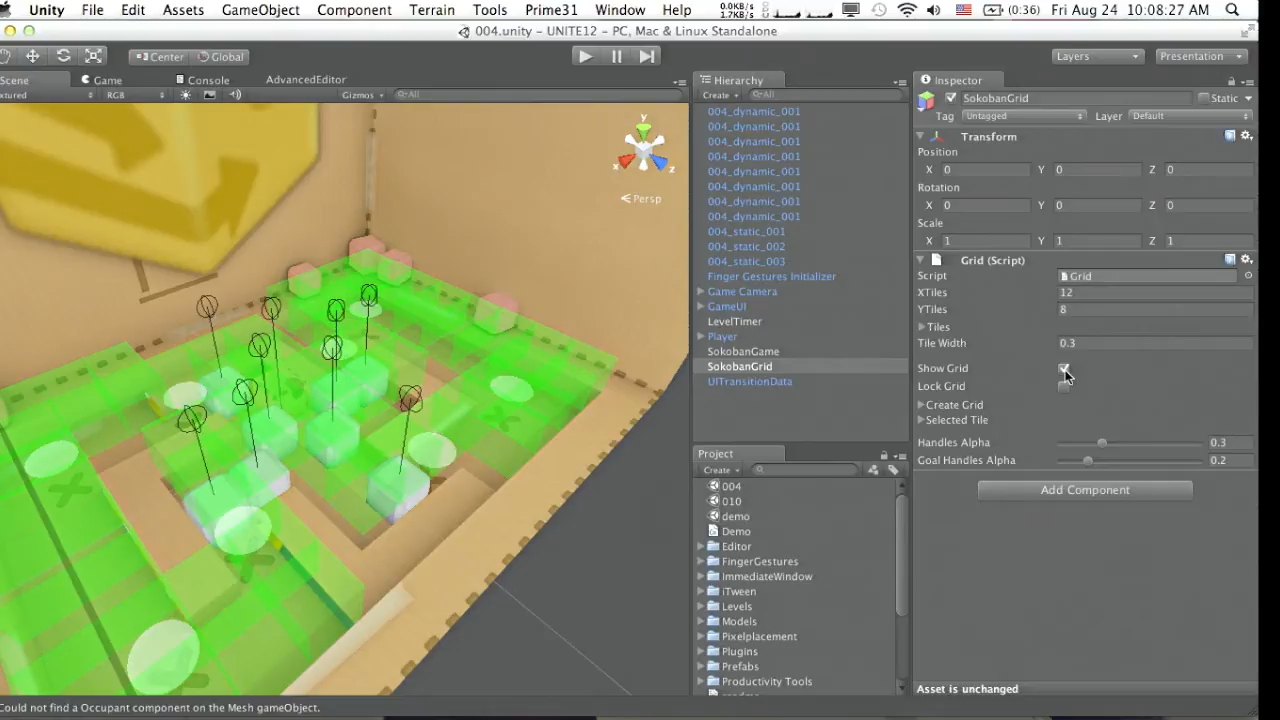 Unity File Edit Assets GameObject Component Terrain Tools Prime31 Window Help 0.0KB/s 1.7KB/s (0:36) Fri Aug 24 10:08:27 AM
004.unity - UNITE12 - PC, Mac & Linux Standalone
Center Global Layers Presentation
Scene Game Console AdvancedEditor Hierarchy Inspector
tured RGB Gizmos All Create All
y
x
z
Persp
004_dynamic_001
004_dynamic_001
004_dynamic_001
004_dynamic_001
004_dynamic_001
004_dynamic_001
004_dynamic_001
004_dynamic_001
004_static_001
004_static_002
004_static_003
Finger Gestures Initializer
Game Camera
GameUI
LevelTimer
Player
SokobanGame
SokobanGrid
UITransitionData
Project
Create
004
010
demo
Demo
Editor
FingerGestures
ImmediateWindow
iTween
Levels
Models
Pixelplacement
Plugins
Prefabs
Productivity Tools
SokobanGrid Static
Tag Untagged Layer Default
Transform
Position
X 0 Y 0 Z 0
Rotation
X 0 Y 0 Z 0
Scale
X 1 Y 1 Z 1
Grid (Script)
Script Grid
XTiles 12
YTiles 8
Tiles
Tile Width 0.3
Show Grid
Lock Grid
Create Grid
Selected Tile
Handles Alpha 0.3
Goal Handles Alpha 0.2
Add Component
Asset is unchanged
Could not find a Occupant component on the Mesh gameObject.